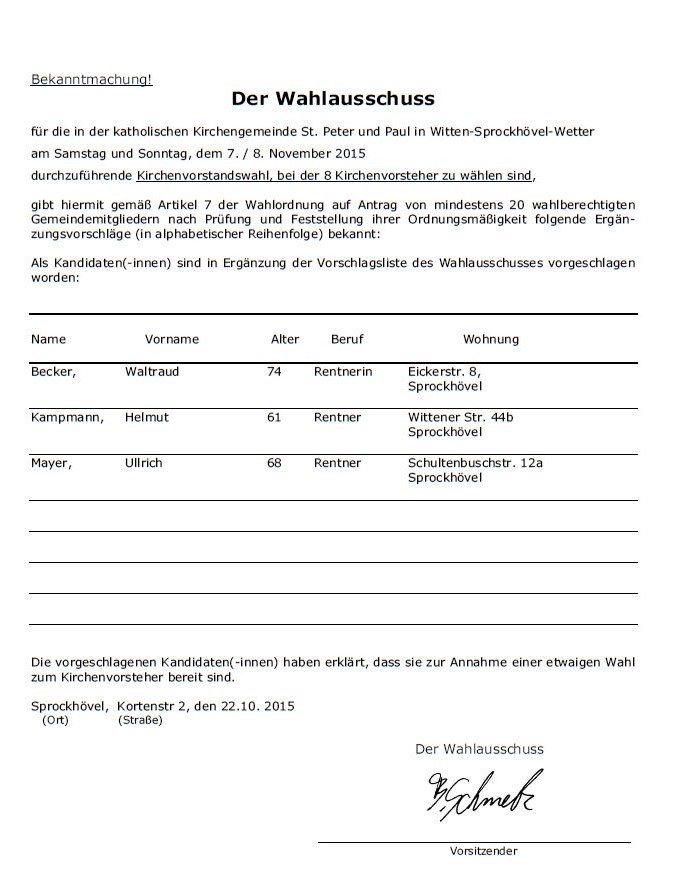 Bekanntmachung!
Der Wahlausschuss
für die in der katholischen Kirchengemeinde St. Peter und Paul in Witten-Sprockhövel-Wetter
am Samstag und Sonntag, dem 7. / 8. November 2015
durchzuführende Kirchenvorstandswahl, bei der 8 Kirchenvorsteher zu wählen sind,
gibt hiermit gemäß Artikel 7 der Wahlordnung auf Antrag von mindestens 20 wahlberechtigten
Gemeindemitgliedern nach Prüfung und Feststellung ihrer Ordnungsmäßigkeit folgende Ergän-
zungsvorschläge (in alphabetischer Reihenfolge) bekannt:
Als Kandidaten(-innen) sind in Ergänzung der Vorschlagsliste des Wahlausschusses vorgeschlagen
worden:
Name Vorname Alter Beruf Wohnung
Becker, Waltraud 74 Rentnerin Eickerstr. 8,
Sprockhövel
Kampmann, Helmut 61 Rentner Wittener Str. 44b
Sprockhövel
Mayer, Ullrich 68 Rentner Schultenbuschstr. 12a
Sprockhövel
Die vorgeschlagenen Kandidaten(-innen) haben erklärt, dass sie zur Annahme einer etwaigen Wahl
zum Kirchenvorsteher bereit sind.
Sprockhövel, Kortenstr 2, den 22.10. 2015
(Ort) (Straße)
Der Wahlausschuss
Vorsitzender